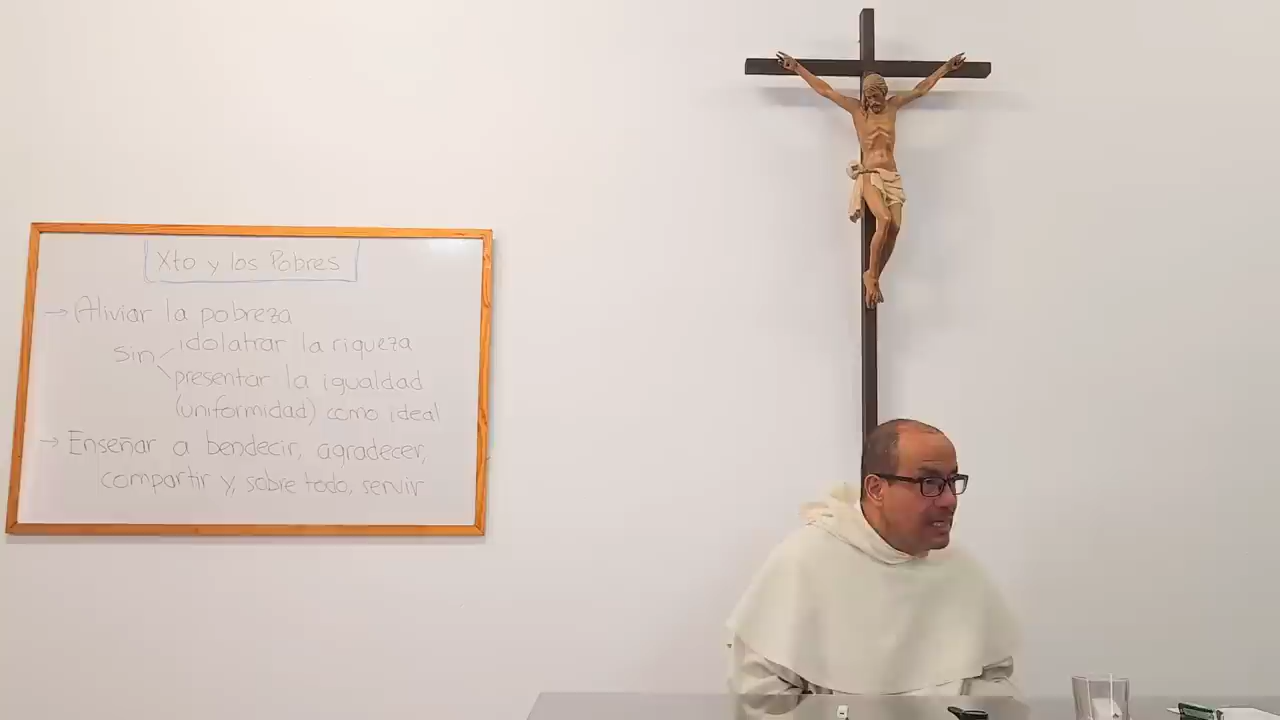 Xto y los Pobres
→ Aliviar la pobreza
sin idolatrar la riqueza
presentar la igualdad
(uniformidad) como ideal
→ Enseñar a bendecir, agradecer,
compartir y, sobre todo, servir